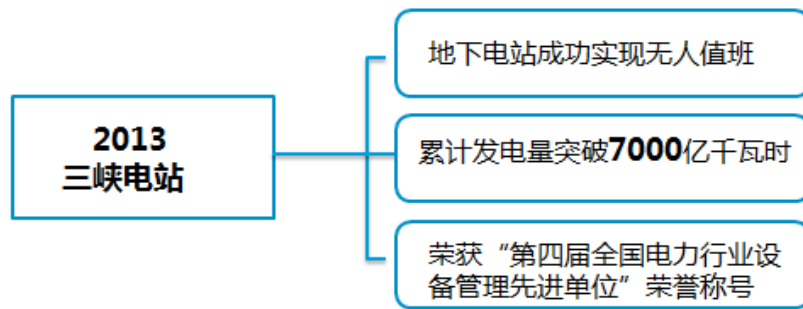 2013
三峡电站
地下电站成功实现无人值班
累计发电量突破7000亿千瓦时
荣获“第四届全国电力行业设
备管理先进单位”荣誉称号